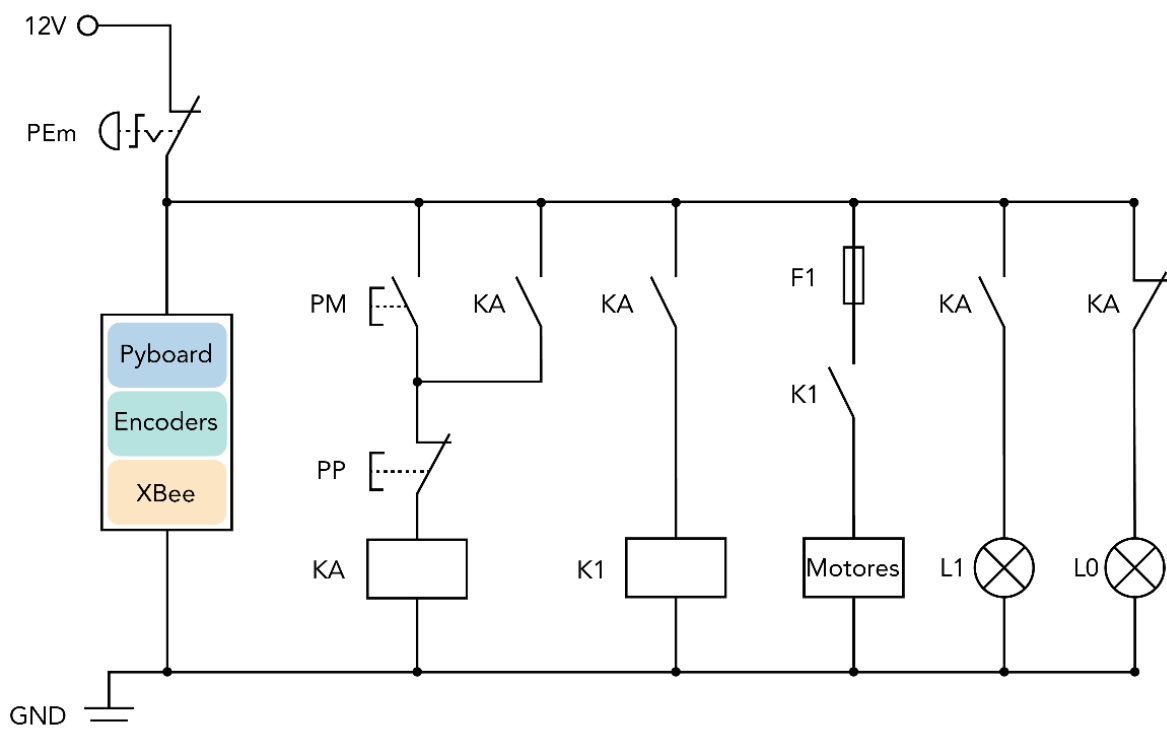 12V
PEm
Pyboard
Encoders
XBee
PM
KA
KA
F1
K1
KA
KA
PP
KA
K1
Motores
L1
L0
GND